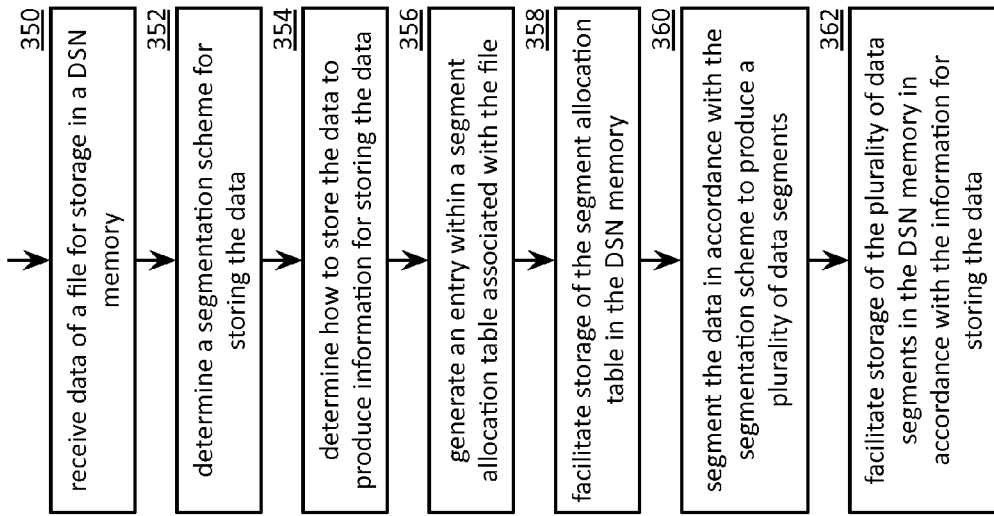 350
receive data of a file for storage in a DSN
memory
352
determine a segmentation scheme for
storing the data
354
determine how to store the data to
produce information for storing the data
356
generate an entry within a segment
allocation table associated with the file
358
facilitate storage of the segment allocation
table in the DSN memory
360
segment the data in accordance with the
segmentation scheme to produce a
plurality of data segments
362
facilitate storage of the plurality of data
segments in the DSN memory in
accordance with the information for
storing the data